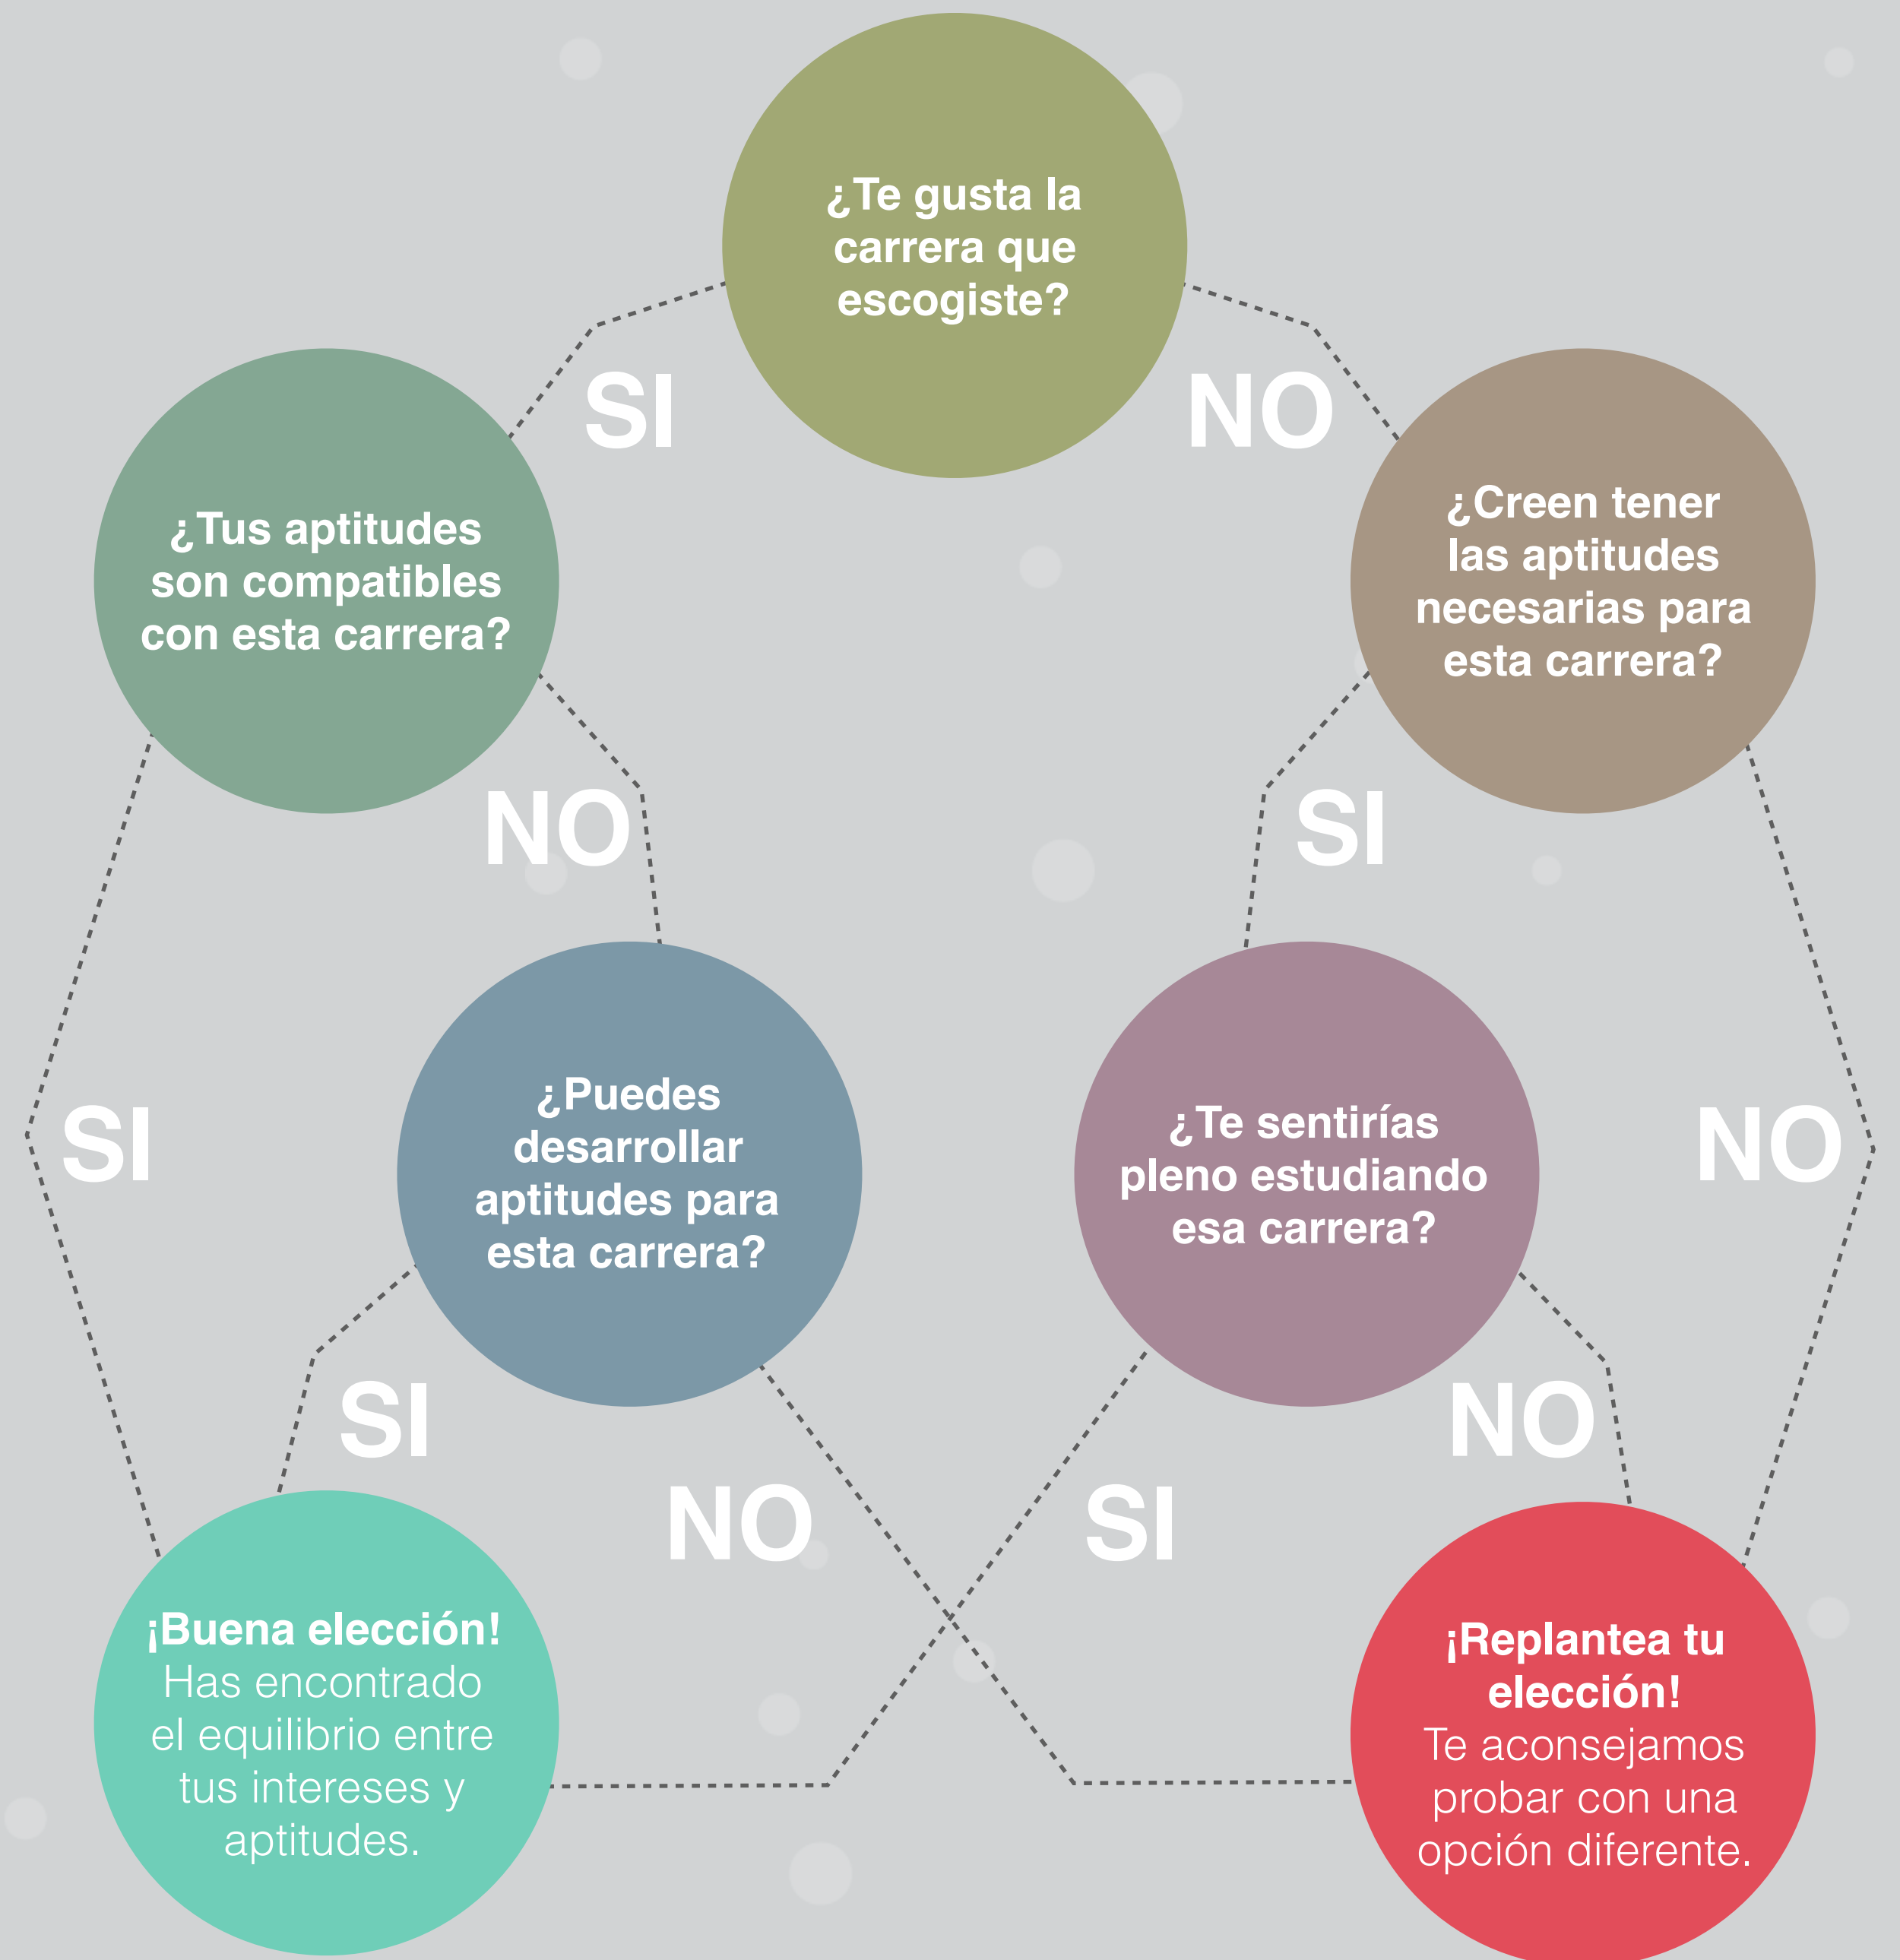 ¿Te gusta la
carrera que
escogiste?
SI
NO
¿Tus aptitudes
son compatibles
con esta carrera?
¿Creen tener
las aptitudes
necesarias para
esta carrera?
NO
SI
¿Puedes
desarrollar
aptitudes para
esta carrera?
¿Te sentirías
pleno estudiando
esa carrera?
SI
NO
SI
NO
NO
SI
¡Buena elección!
Has encontrado
el equilibrio entre
tus intereses y
aptitudes.
¡Replantea tu
elección!
Te aconsejamos
probar con una
opción diferente.